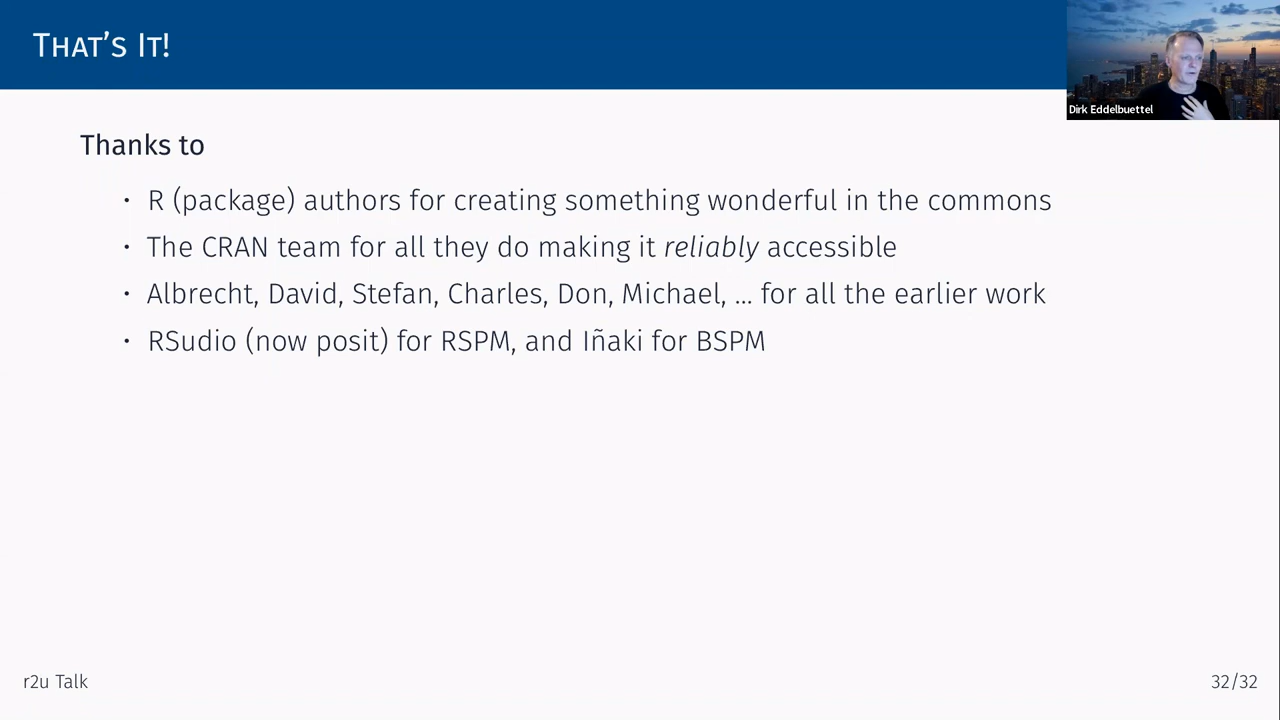 THAT'S IT!
Dirk Eddelbuettel
Thanks to
• R (package) authors for creating something wonderful in the commons
• The CRAN team for all they do making it reliably accessible
• Albrecht, David, Stefan, Charles, Don, Michael, ... for all the earlier work
• RSudio (now posit) for RSPM, and Iñaki for BSPM
r2u Talk
32/32